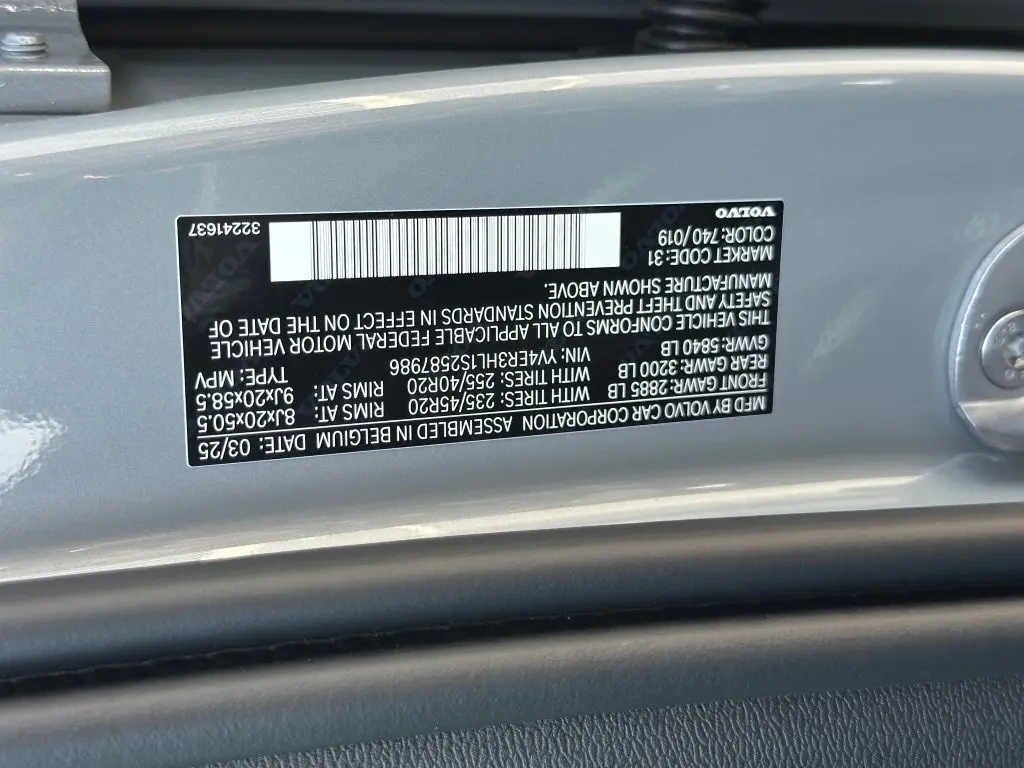 MFD BY VOLVO CAR CORPORATION ASSEMBLED IN BELGIUM DATE: 03/25
FRONT GAWR: 2885 LB WITH TIRES: 235/45R20 RIMS AT: 8Jx20x50.5
REAR GAWR: 3200 LB WITH TIRES: 255/40R20 RIMS AT: 9Jx20x58.5
GVWR: 5840 LB VIN: YV4ER3HL1S2587986 TYPE: MPV
THIS VEHICLE CONFORMS TO ALL APPLICABLE FEDERAL MOTOR VEHICLE
SAFETY AND THEFT PREVENTION STANDARDS IN EFFECT ON THE DATE OF
MANUFACTURE SHOWN ABOVE.
MARKET CODE: 31
COLOR: 740 /019
VOLVO
32241637